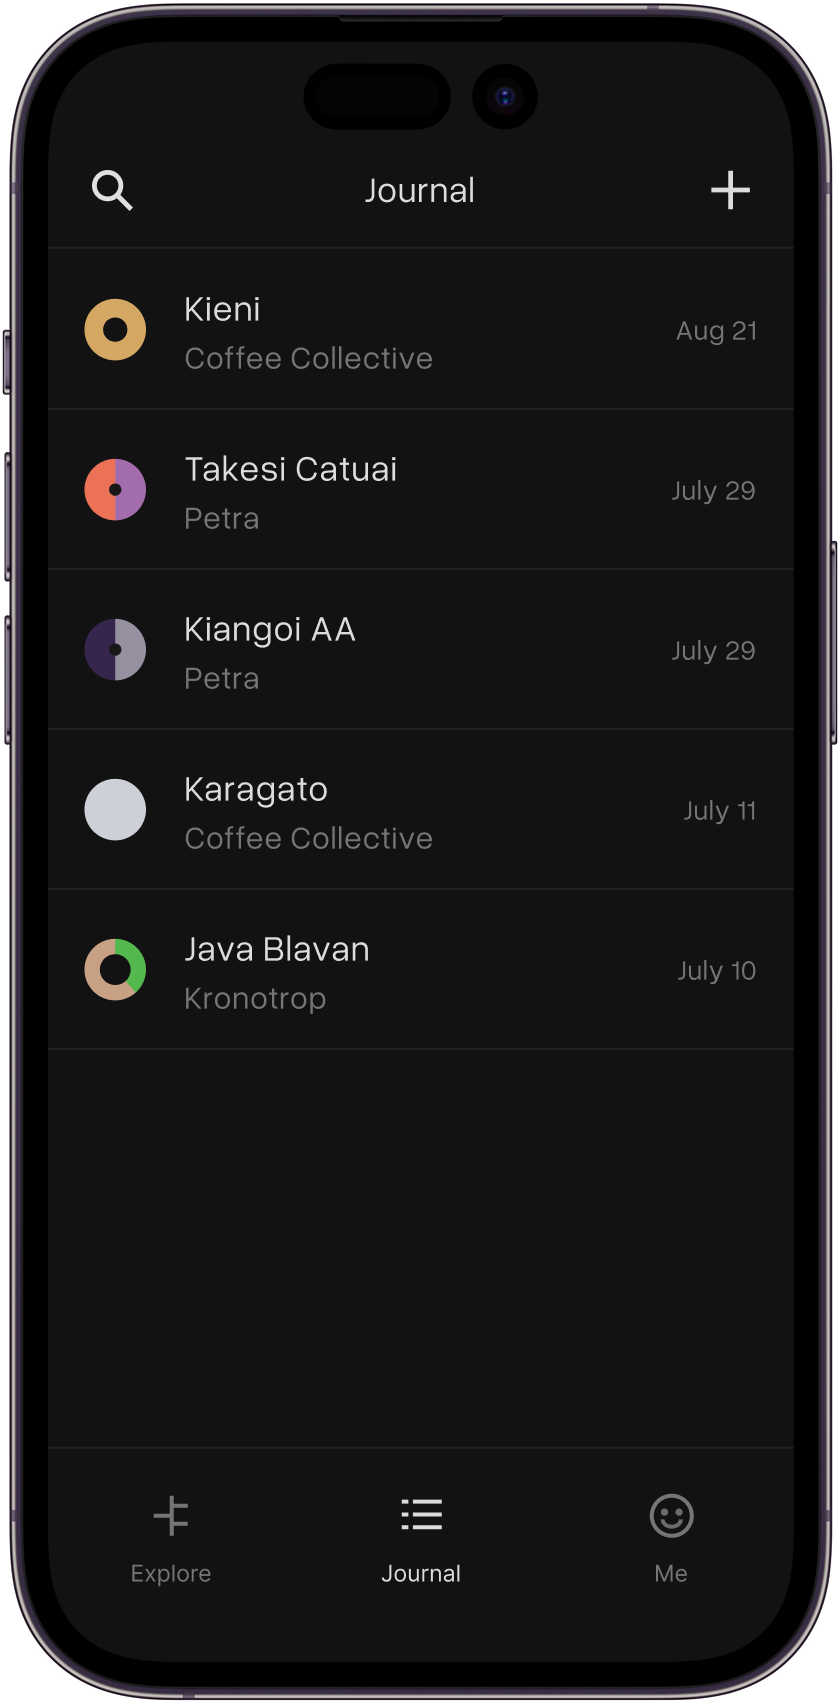 Journal
Kieni
Coffee Collective
Aug 21
Takesi Catuai
Petra
July 29
Kiangoi AA
Petra
July 29
Karagato
Coffee Collective
July 11
Java Blavan
Kronotrop
July 10
Explore
Journal
Me